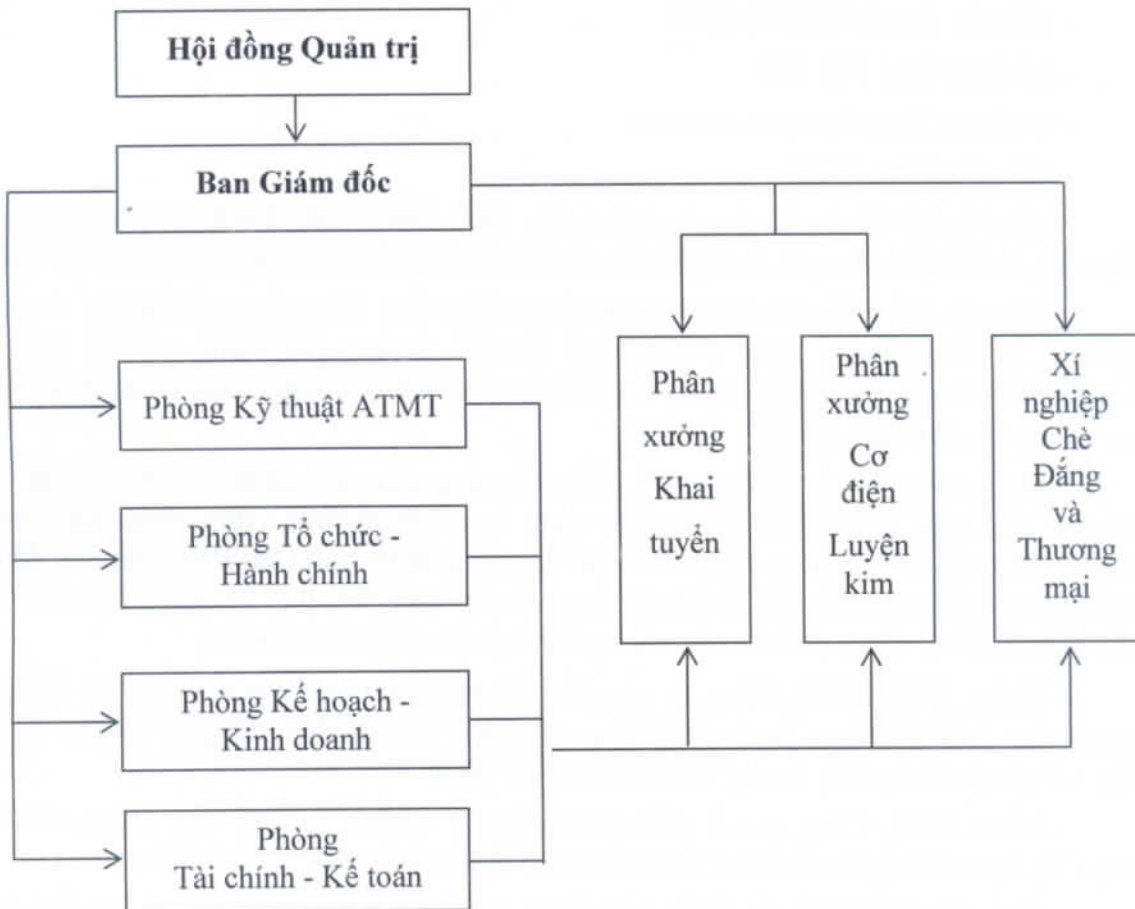 Hội đồng Quản trị
Ban Giám đốc
Phòng Kỹ thuật ATMT
Phòng Tổ chức -
Hành chính
Phòng Kế hoạch -
Kinh doanh
Phòng
Tài chính - Kế toán
Phân
xưởng
Khai
tuyển
Phân
xưởng
Cơ
điện
Luyện
kim
Xí
nghiệp
Chè
Đắng
và
Thương
mại